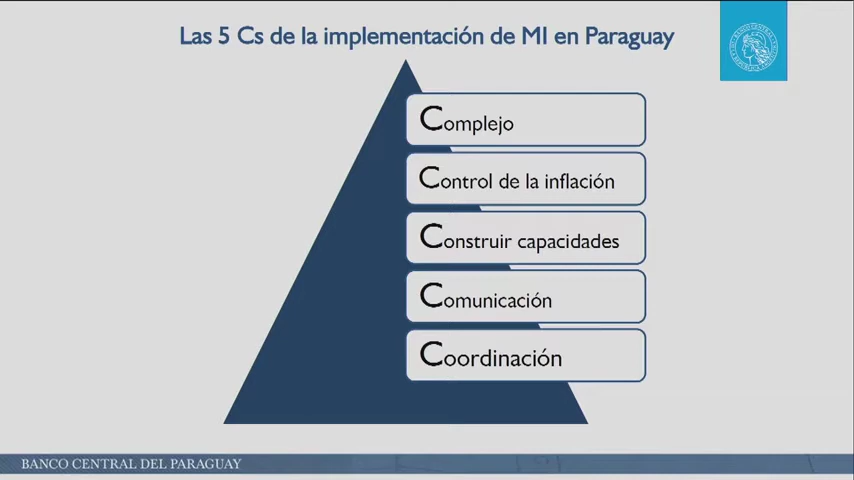 Las 5 Cs de la implementación de MI en Paraguay
Complejo
Control de la inflación
Construir capacidades
Comunicación
Coordinación
BANCO CENTRAL DEL PARAGUAY